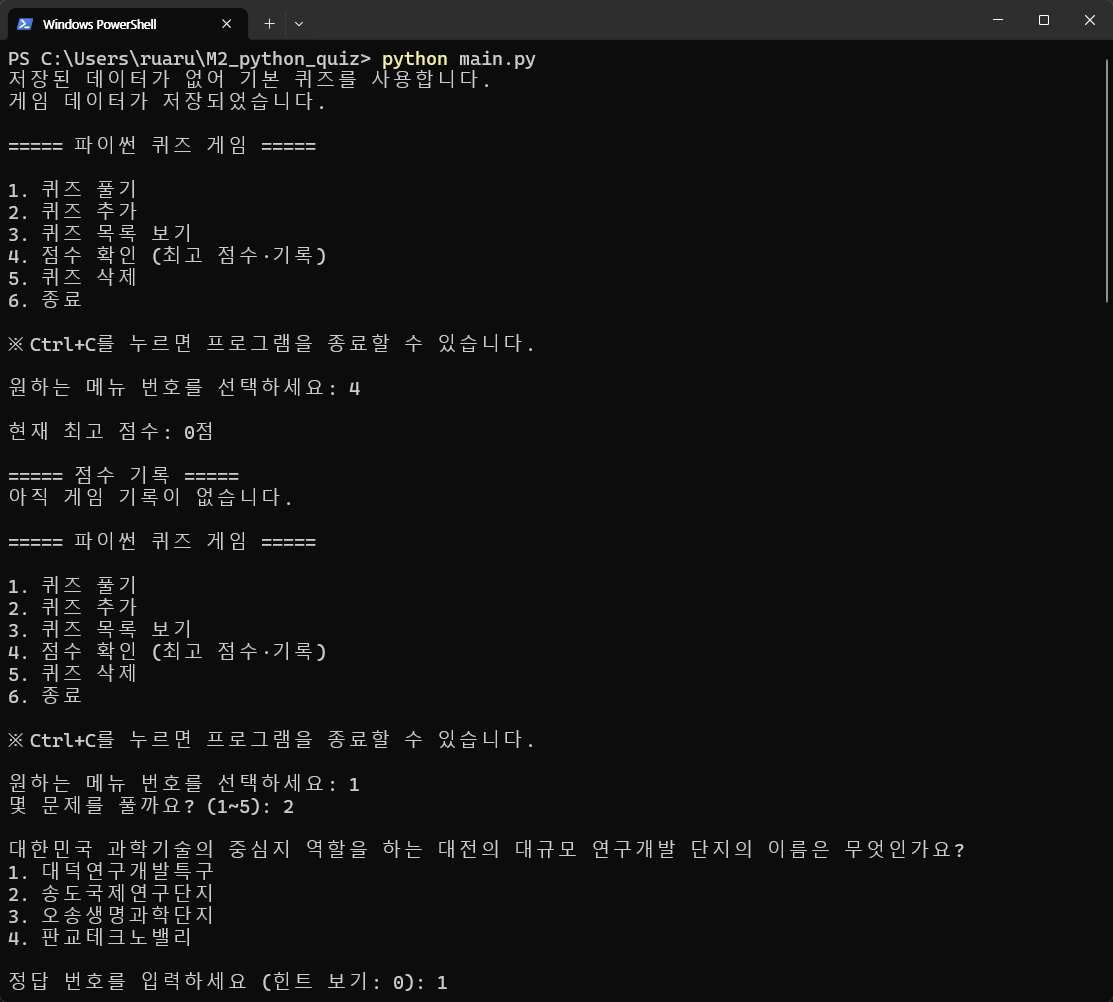 Windows PowerShell
PS C:\Users\ruaru\M2_python_quiz> python main.py
저장된 데이터가 없어 기본 퀴즈를 사용합니다.
게임 데이터가 저장되었습니다.
===== 파이썬 퀴즈 게임 =====
1. 퀴즈 풀기
2. 퀴즈 추가
3. 퀴즈 목록 보기
4. 점수 확인 (최고 점수·기록)
5. 퀴즈 삭제
6. 종료
※ Ctrl+C를 누르면 프로그램을 종료할 수 있습니다.
원하는 메뉴 번호를 선택하세요: 4
현재 최고 점수: 0점
===== 점수 기록 =====
아직 게임 기록이 없습니다.
===== 파이썬 퀴즈 게임 =====
1. 퀴즈 풀기
2. 퀴즈 추가
3. 퀴즈 목록 보기
4. 점수 확인 (최고 점수·기록)
5. 퀴즈 삭제
6. 종료
※ Ctrl+C를 누르면 프로그램을 종료할 수 있습니다.
원하는 메뉴 번호를 선택하세요: 1
몇 문제를 풀까요? (1~5): 2
대한민국 과학기술의 중심지 역할을 하는 대전의 대규모 연구개발 단지의 이름은 무엇인가요?
1. 대덕연구개발특구
2. 송도국제연구단지
3. 오송생명과학단지
4. 판교테크노밸리
정답 번호를 입력하세요 (힌트 보기: 0): 1